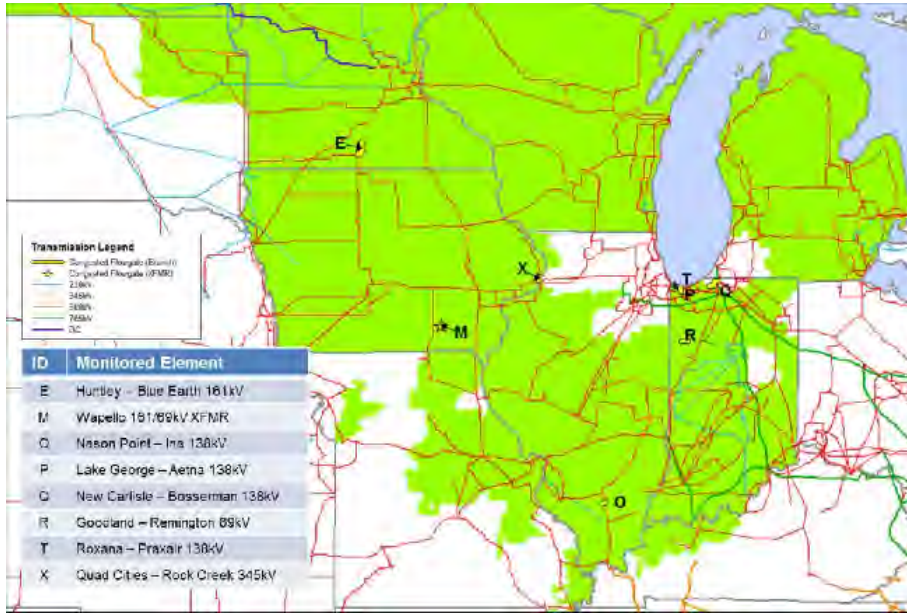 E
X
T
P
Q
M
R
O
Transmission Legend
Congested Flowgate (Branch)
Congested Flowgate (XFMR)
230kV
345kV
500kV
765kV
DC
ID Monitored Element
E Huntley – Blue Earth 161kV
M Wapello 161/69kV XFMR
O Nason Point – Ina 138kV
P Lake George – Aetna 138kV
Q New Carlisle – Bosserman 138kV
R Goodland – Remington 69kV
T Roxana – Praxair 138kV
X Quad Cities – Rock Creek 345kV